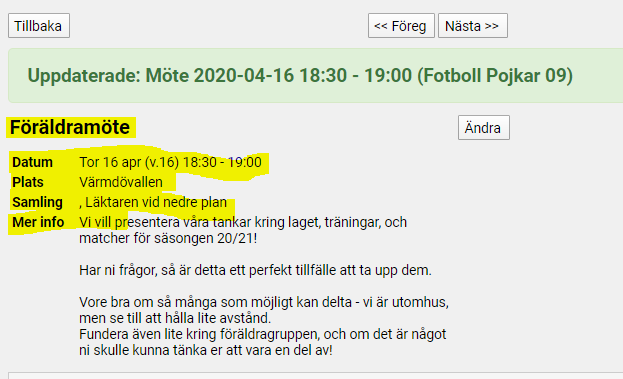 Tillbaka
<< Föreg
Nästa >>
Uppdaterade: Möte 2020-04-16 18:30 - 19:00 (Fotboll Pojkar 09)
Föräldramöte
Ändra
Datum Tor 16 apr (v.16) 18:30 - 19:00
Plats Värmdövallen
Samling , Läktaren vid nedre plan
Mer info Vi vill presentera våra tankar kring laget, träningar, och
matcher för säsongen 20/21!
Har ni frågor, så är detta ett perfekt tillfälle att ta upp dem.
Vore bra om så många som möjligt kan delta - vi är utomhus,
men se till att hålla lite avstånd.
Fundera även lite kring föräldragruppen, och om det är något
ni skulle kunna tänka er att vara en del av!